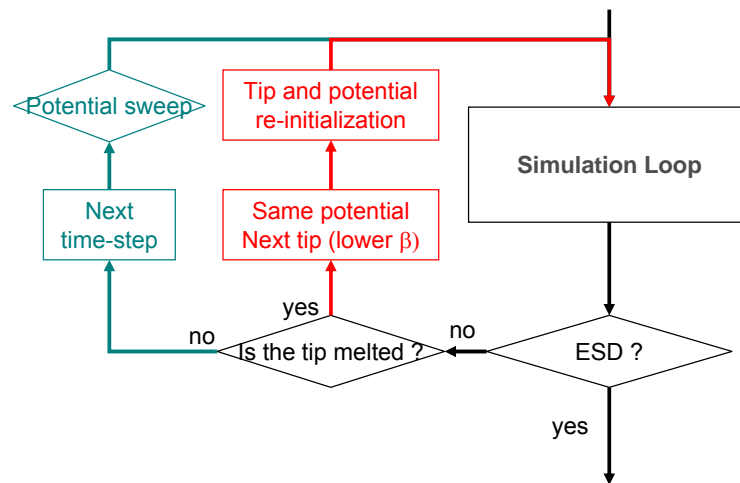 Potential sweep
Tip and potential
re-initialization
Simulation Loop
Next
time-step
Same potential
Next tip (lower β)
yes
no
Is the tip melted ?
no
ESD ?
yes